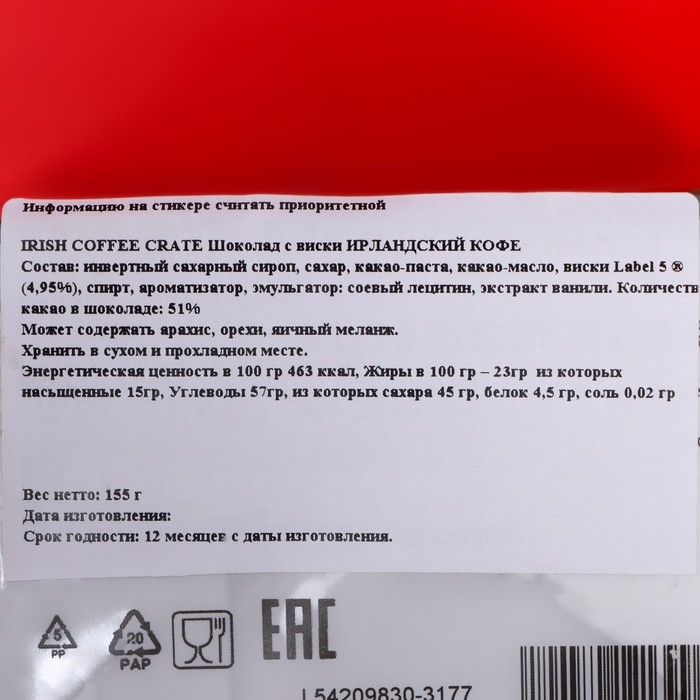 Информацию на стикере считать приоритетной
IRISH COFFEE CRATE Шоколад с виски ИРЛАНДСКИЙ КОФЕ
Состав: инвертный сахарный сироп, сахар, какао-паста, какао-масло, виски Label 5 ®
(4,95%), спирт, ароматизатор, эмульгатор: соевый лецитин, экстракт ванили. Количеств
какао в шоколаде: 51%
Может содержать арахис, орехи, яичный меланж.
Хранить в сухом и прохладном месте.
Энергетическая ценность в 100 гр 463 ккал, Жиры в 100 гр – 23гр из которых
насыщенные 15гр, Углеводы 57гр, из которых сахара 45 гр, белок 4,5 гр, соль 0,02 гр
Вес нетто: 155 г
Дата изготовления:
Срок годности: 12 месяцев с даты изготовления.
5 20 EAC
PP PAP
L54209830-3177